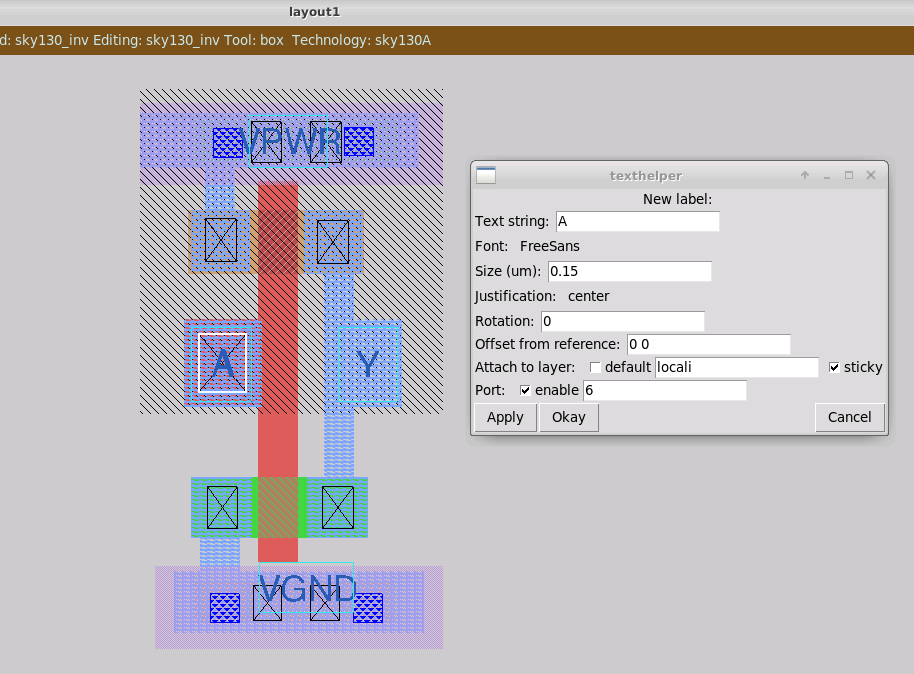 layout1
d: sky130_inv Editing: sky130_inv Tool: box  Technology: sky130A
VPWR
A
Y
VGND
texthelper
New label:
Text string: A
Font: FreeSans
Size (um): 0.15
Justification: center
Rotation: 0
Offset from reference: 0 0
Attach to layer: default locali sticky
Port: enable 6
Apply Okay Cancel